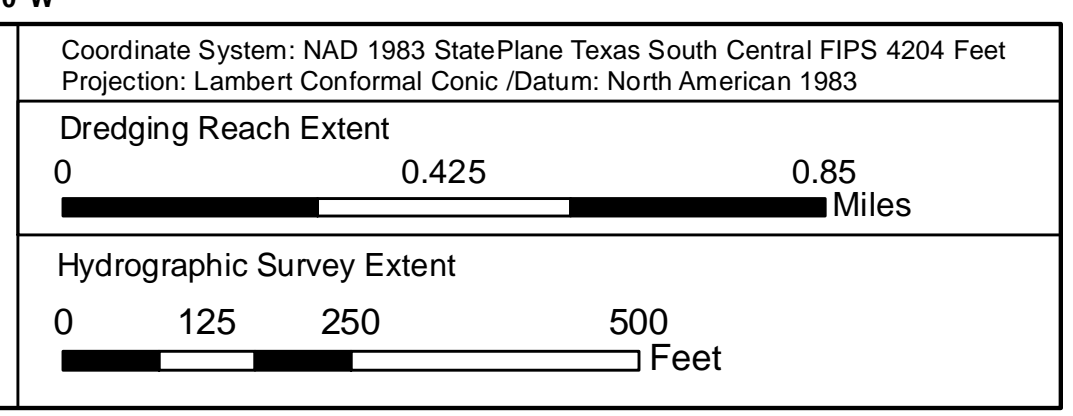 Coordinate System: NAD 1983 StatePlane Texas South Central FIPS 4204 Feet
Projection: Lambert Conformal Conic /Datum: North American 1983
Dredging Reach Extent
0 0.425 0.85
Miles
Hydrographic Survey Extent
0 125 250 500
Feet